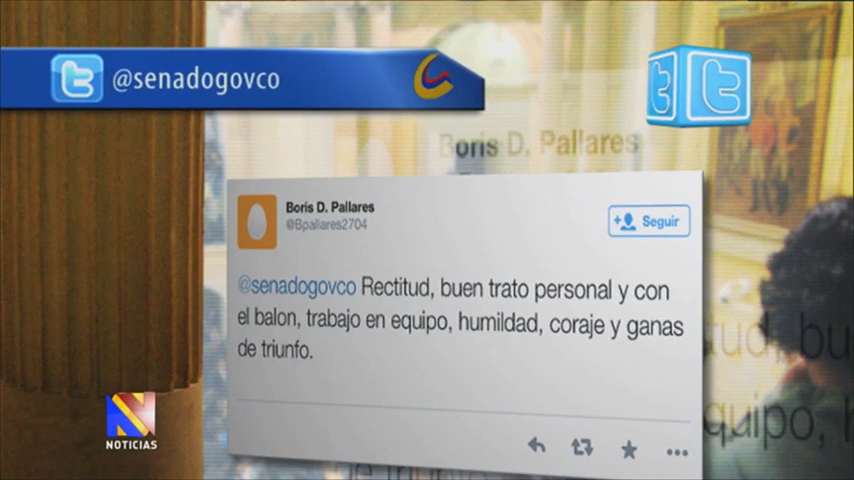 @senadogovco
Boris D. Pallares
Boris D. Pallares
@Bpallares2704
Seguir
@senadogovco Rectitud, buen trato personal y con
el balon, trabajo en equipo, humildad, coraje y ganas
de triunfo.
NOTICIAS